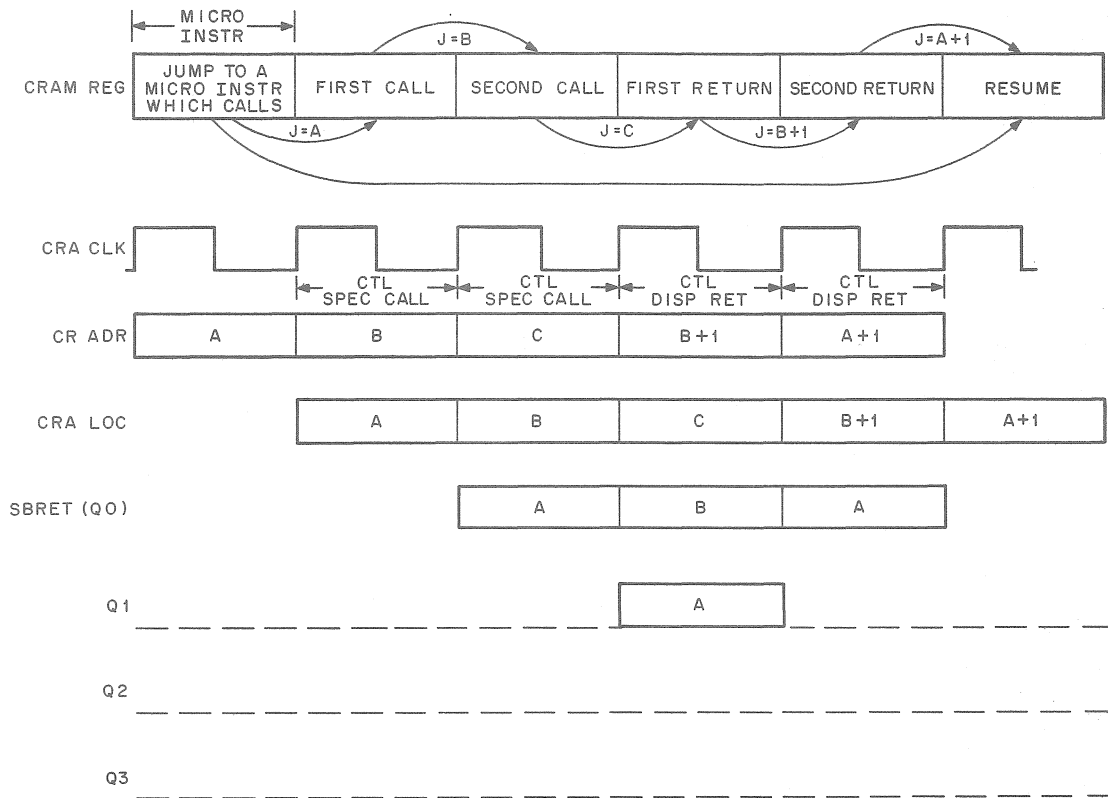 MICRO
INSTR
J=B
J=A+1
CRAM REG
JUMP TO A
MICRO INSTR
WHICH CALLS
FIRST CALL
SECOND CALL
FIRST RETURN
SECOND RETURN
RESUME
J=A
J=C
J=B+1
CRA CLK
CTL
SPEC CALL
CTL
SPEC CALL
CTL
DISP RET
CTL
DISP RET
CR ADR
A
B
C
B+1
A+1
CRA LOC
A
B
C
B+1
A+1
SBRET (Q0)
A
B
A
Q1
A
Q2
Q3